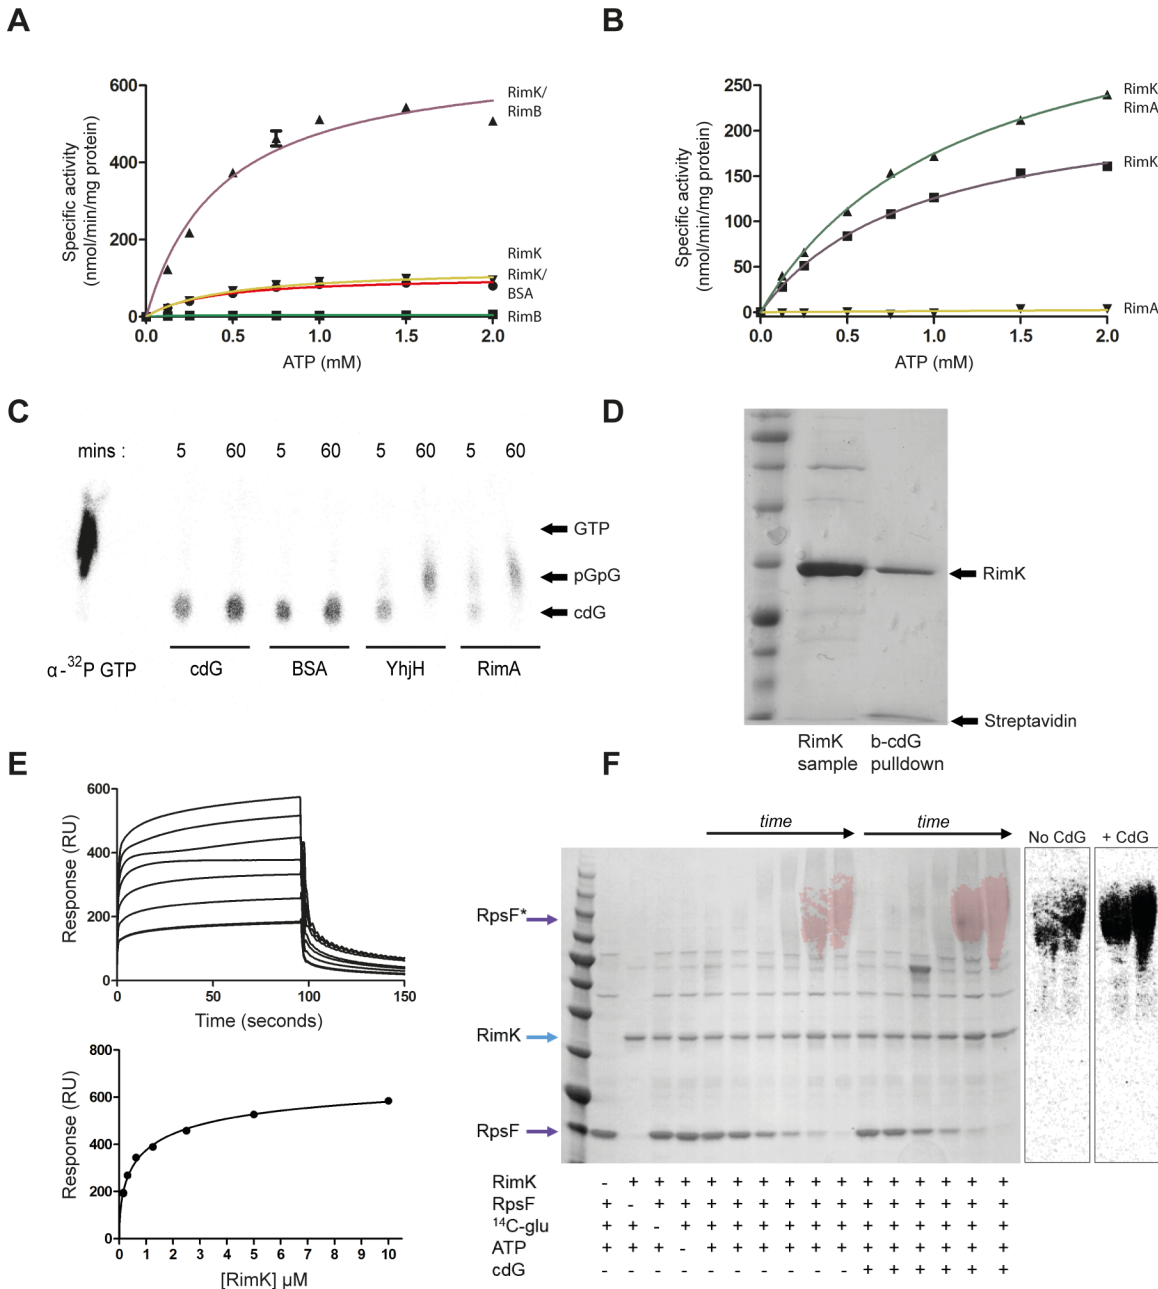 A
B
Specific activity
(nmol/min/mg protein)
600
400
200
0
0.0
0.5
1.0
1.5
2.0
ATP (mM)
RimK/
RimB
RimK
RimK/
BSA
RimB
Specific activity
(nmol/min/mg protein)
250
200
150
100
50
0
0.0
0.5
1.0
1.5
2.0
ATP (mM)
RimK
RimA
RimK
RimA
C
mins : 5 60 5 60 5 60 5 60
GTP
pGpG
cdG
α-³²P GTP
cdG
BSA
YhjH
RimA
D
RimK
Streptavidin
RimK
sample
b-cdG
pulldown
E
Response (RU)
600
400
200
0
0
50
100
150
Time (seconds)
Response (RU)
800
600
400
200
0
0 1 2 3 4 5 6 7 8 9 10
[RimK] µM
F
time
time
No CdG
+ CdG
RpsF*
RimK
RpsF
RimK - + + + + + + + + + + + + + +
RpsF + - + + + + + + + + + + + + +
¹⁴C-glu + + - + + + + + + + + + + + +
ATP + + + - + + + + + + + + + + +
cdG - - - - - - - - - + + + + + +